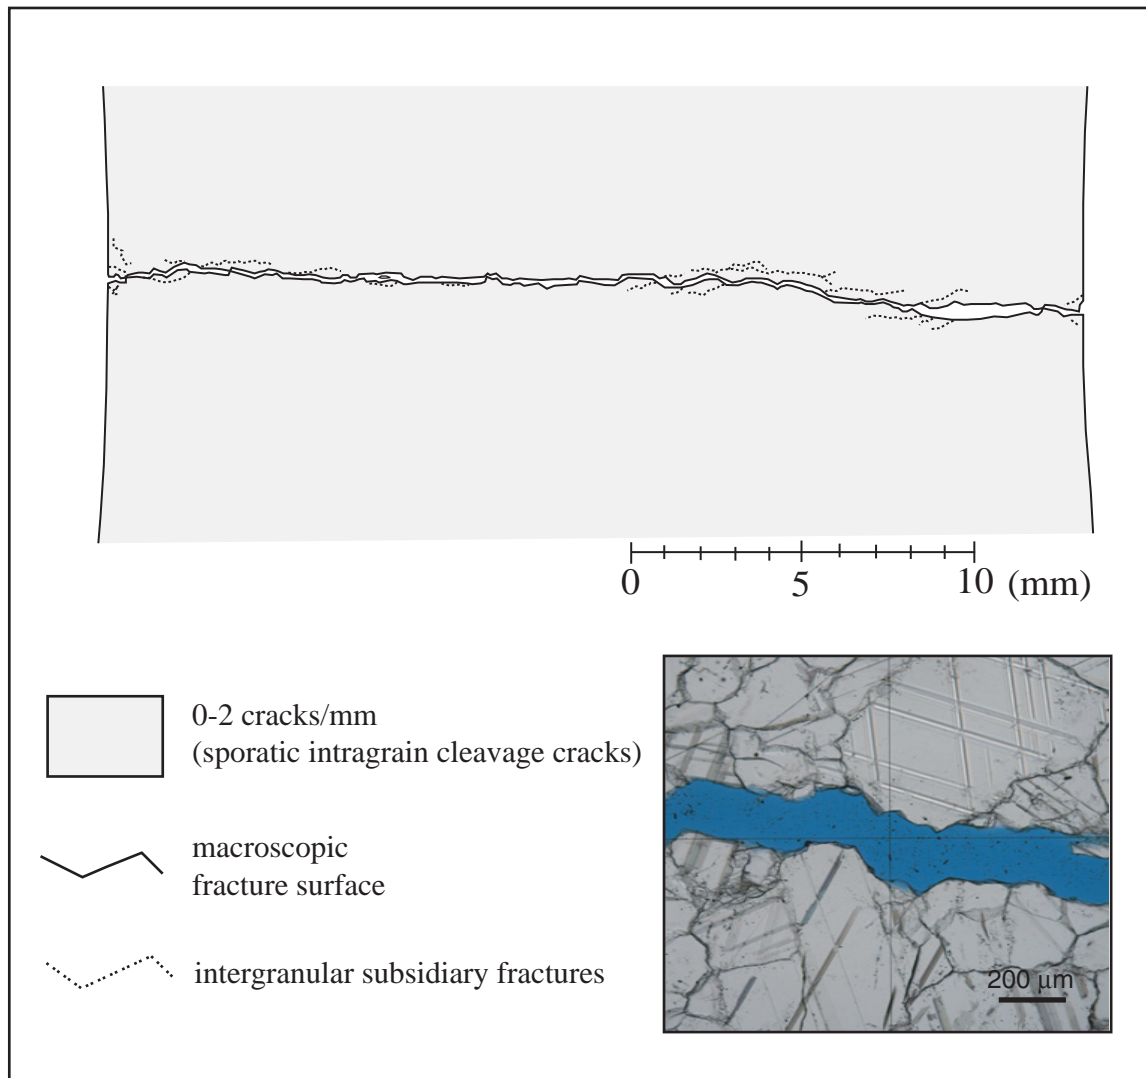 0 5 10 (mm)
0-2 cracks/mm
(sporatic intragrain cleavage cracks)
macroscopic
fracture surface
intergranular subsidiary fractures
200 μm